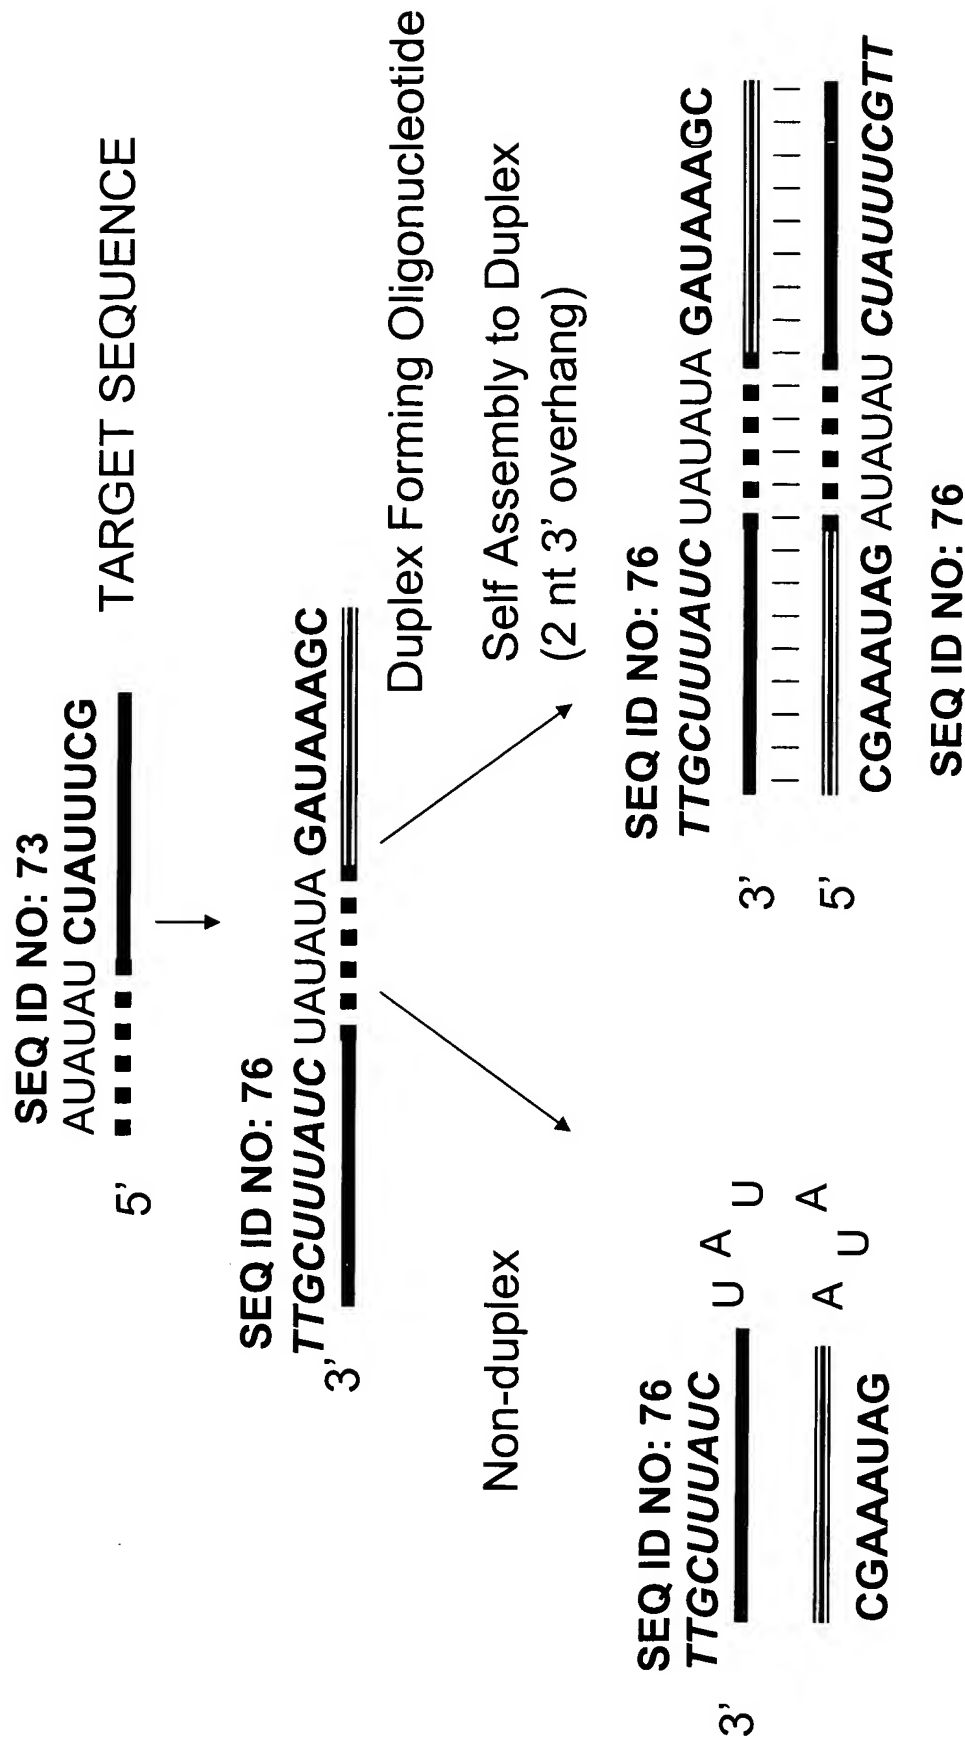 SEQ ID NO: 73
AUAUAU CUAUUUCG
5' TARGET SEQUENCE
SEQ ID NO: 76
TTGCUUUAUC UAUAUA GAUAAAGC
3'
Duplex Forming Oligonucleotide
Non-duplex
Self Assembly to Duplex
(2 nt 3' overhang)
SEQ ID NO: 76
TTGCUUUAUC
3'
U A U
A U A
CGAAAUAG
SEQ ID NO: 76
TTGCUUUAUC UAUAUA GAUAAAGC
3'
5'
CGAAAUAG AUAUAU CUAUUUCGTT
SEQ ID NO: 76